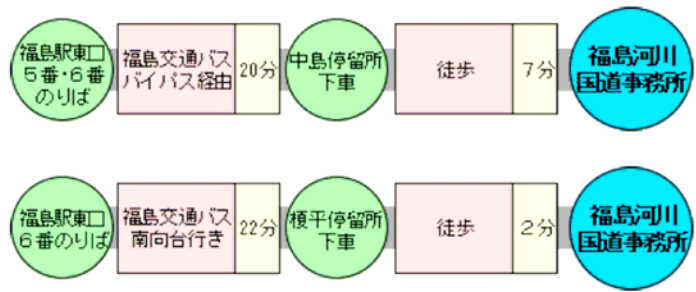 福島駅東口
5番・6番
のりば
福島交通バス
バイパス経由
20分
中島停留所
下車
徒歩
7分
福島河川
国道事務所
福島駅東口
6番のりば
福島交通バス
南向台行き
22分
榎平停留所
下車
徒歩
2分
福島河川
国道事務所